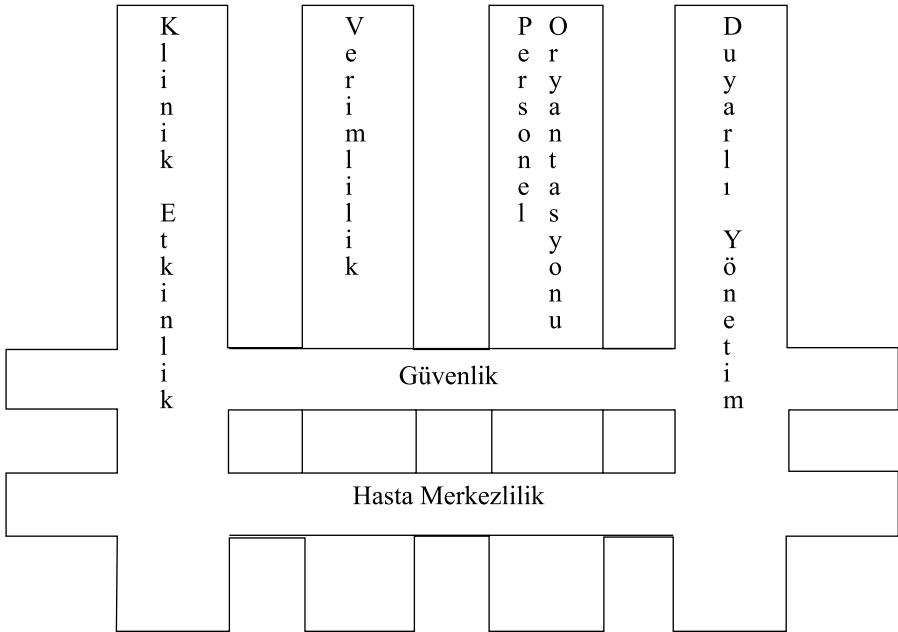 Klinik Etkinlik
Verimlilik
Personel
Oryantasyonu
Duyarlı Yönetim
Güvenlik
Hasta Merkezlilik